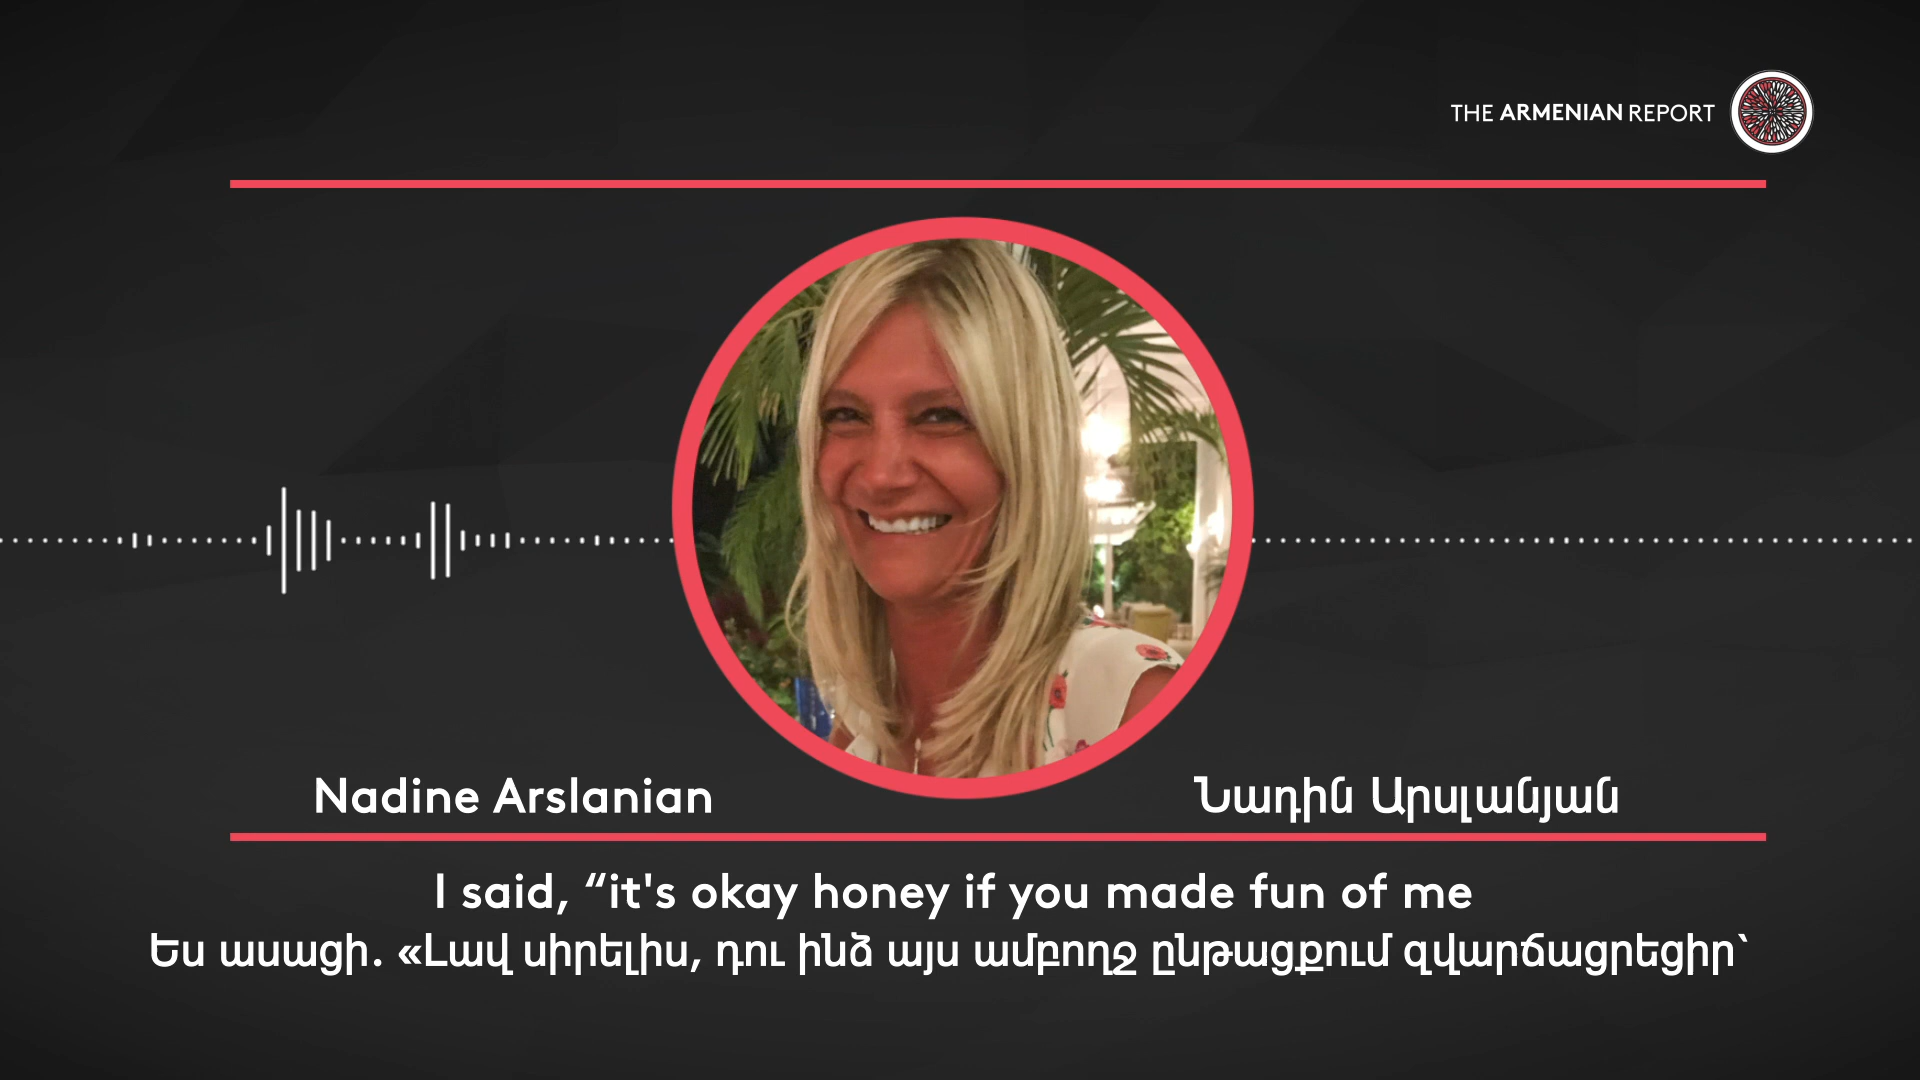 THE ARMENIAN REPORT
Nadine Arslanian
Նադին Արսլանյան
I said, “it's okay honey if you made fun of me
Ես ասացի. «Լավ սիրելիս, դու ինձ այս ամբողջ ընթացքում զվարճացրեցիր՝